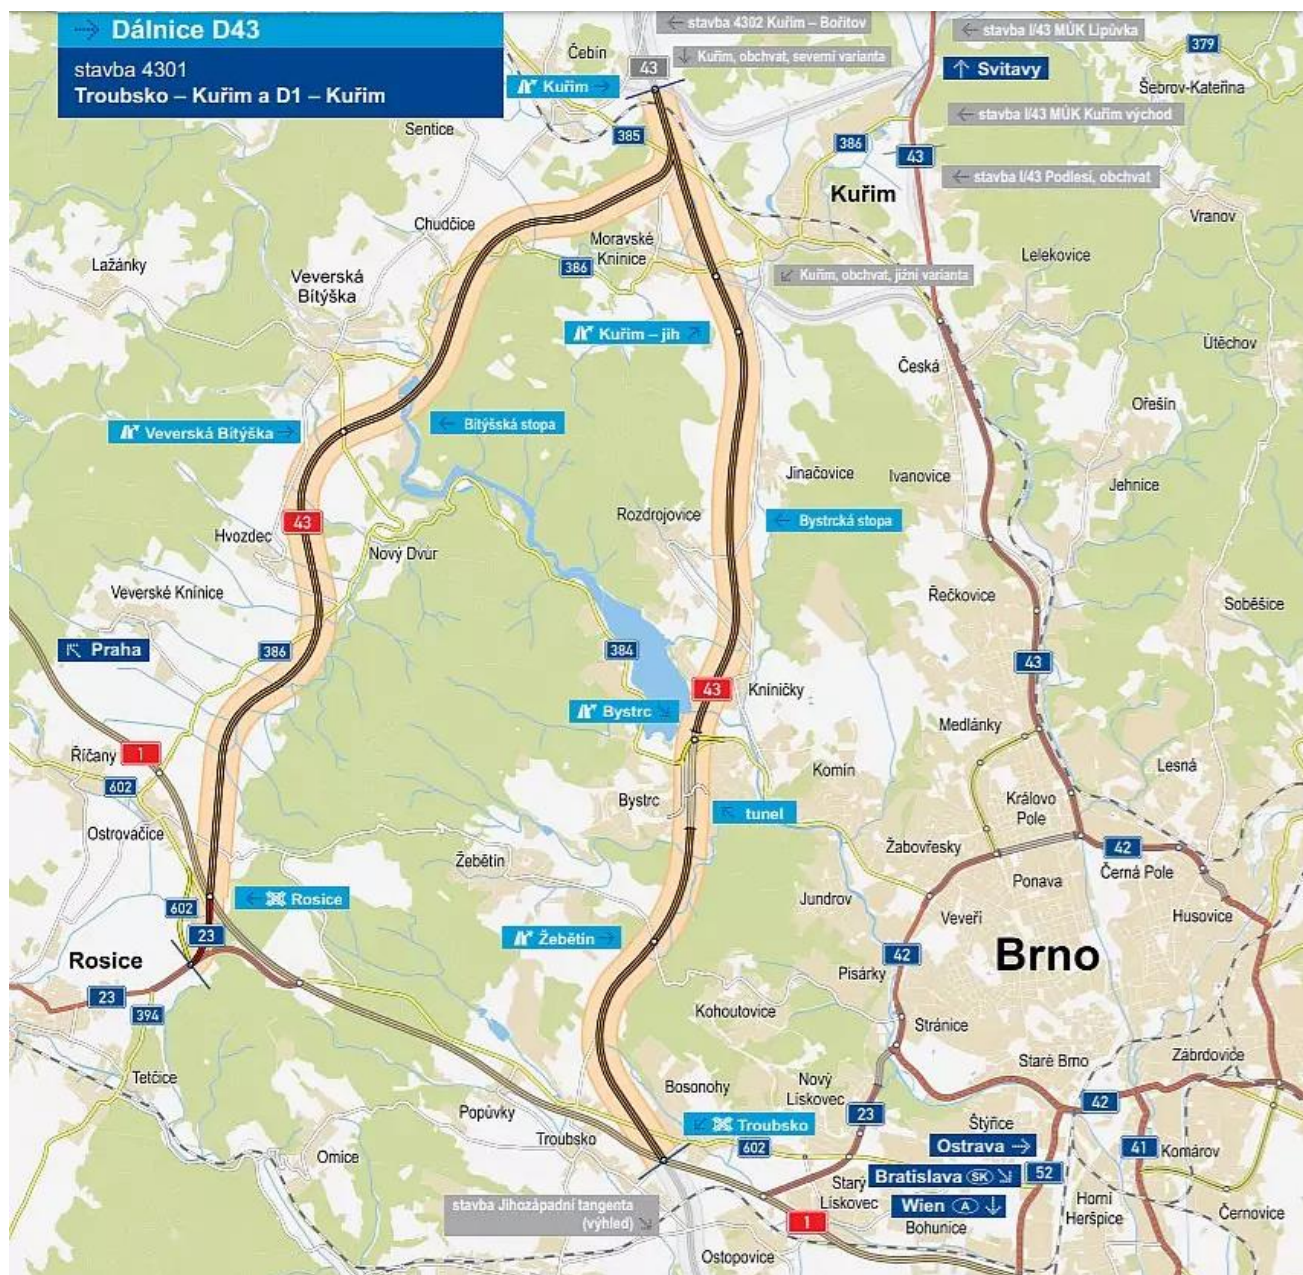 Dálnice D43
stavba 4301
Troubsko – Kuřim a D1 – Kuřim
← stavba 4302 Kuřim – Bořitov
← stavba I/43 MÚK Lipůvka
379
Čebín
↓ Kuřim, obchvat, severní varianta
43
↑ Svitavy
Šebrov-Kateřina
Kuřim →
← stavba I/43 MÚK Kuřim východ
Sentice
385
386
43
← stavba I/43 Podlesí, obchvat
Kuřim
Chudčice
Vranov
Moravské
Knínice
Lažánky
386
Lelekovice
Veverská
Bítýška
↙ Kuřim, obchvat, jižní varianta
Kuřim – jih ↗
Útěchov
Česká
Ořešín
Veverská Bítýška →
← Bítýšská stopa
Jinačovice
Ivanovice
Jehnice
43
Rozdrojovice
← Bystrcká stopa
Hvozdec
Nový Dvůr
Veverské Knínice
Řečkovice
Soběšice
Praha
386
384
43
43
Kníničky
Bystrc ↘
Medlánky
Říčany
1
Komín
Lesná
602
Bystrc
tunel
Královo
Pole
Ostrovačice
Žabovřesky
42
Žebětín
Černá Pole
Ponava
← Rosice
Jundrov
602
Veveří
Husovice
23
Žebětín →
Rosice
42
Brno
Pisárky
23
394
Kohoutovice
Stránice
Staré Brno
Zábrdovice
Tetčice
Bosonohy
Nový
Lískovec
Popůvky
23
42
Štýřice
↙ Troubsko
Troubsko
602
Ostrava →
41
Komárov
Omice
Starý
Lískovec
Bratislava SK
52
stavba Jihozápadní tangenta
(výhled) ↘
Wien A ↓
Horní
Heršpice
1
Bohunice
Černovice
Ostopovice